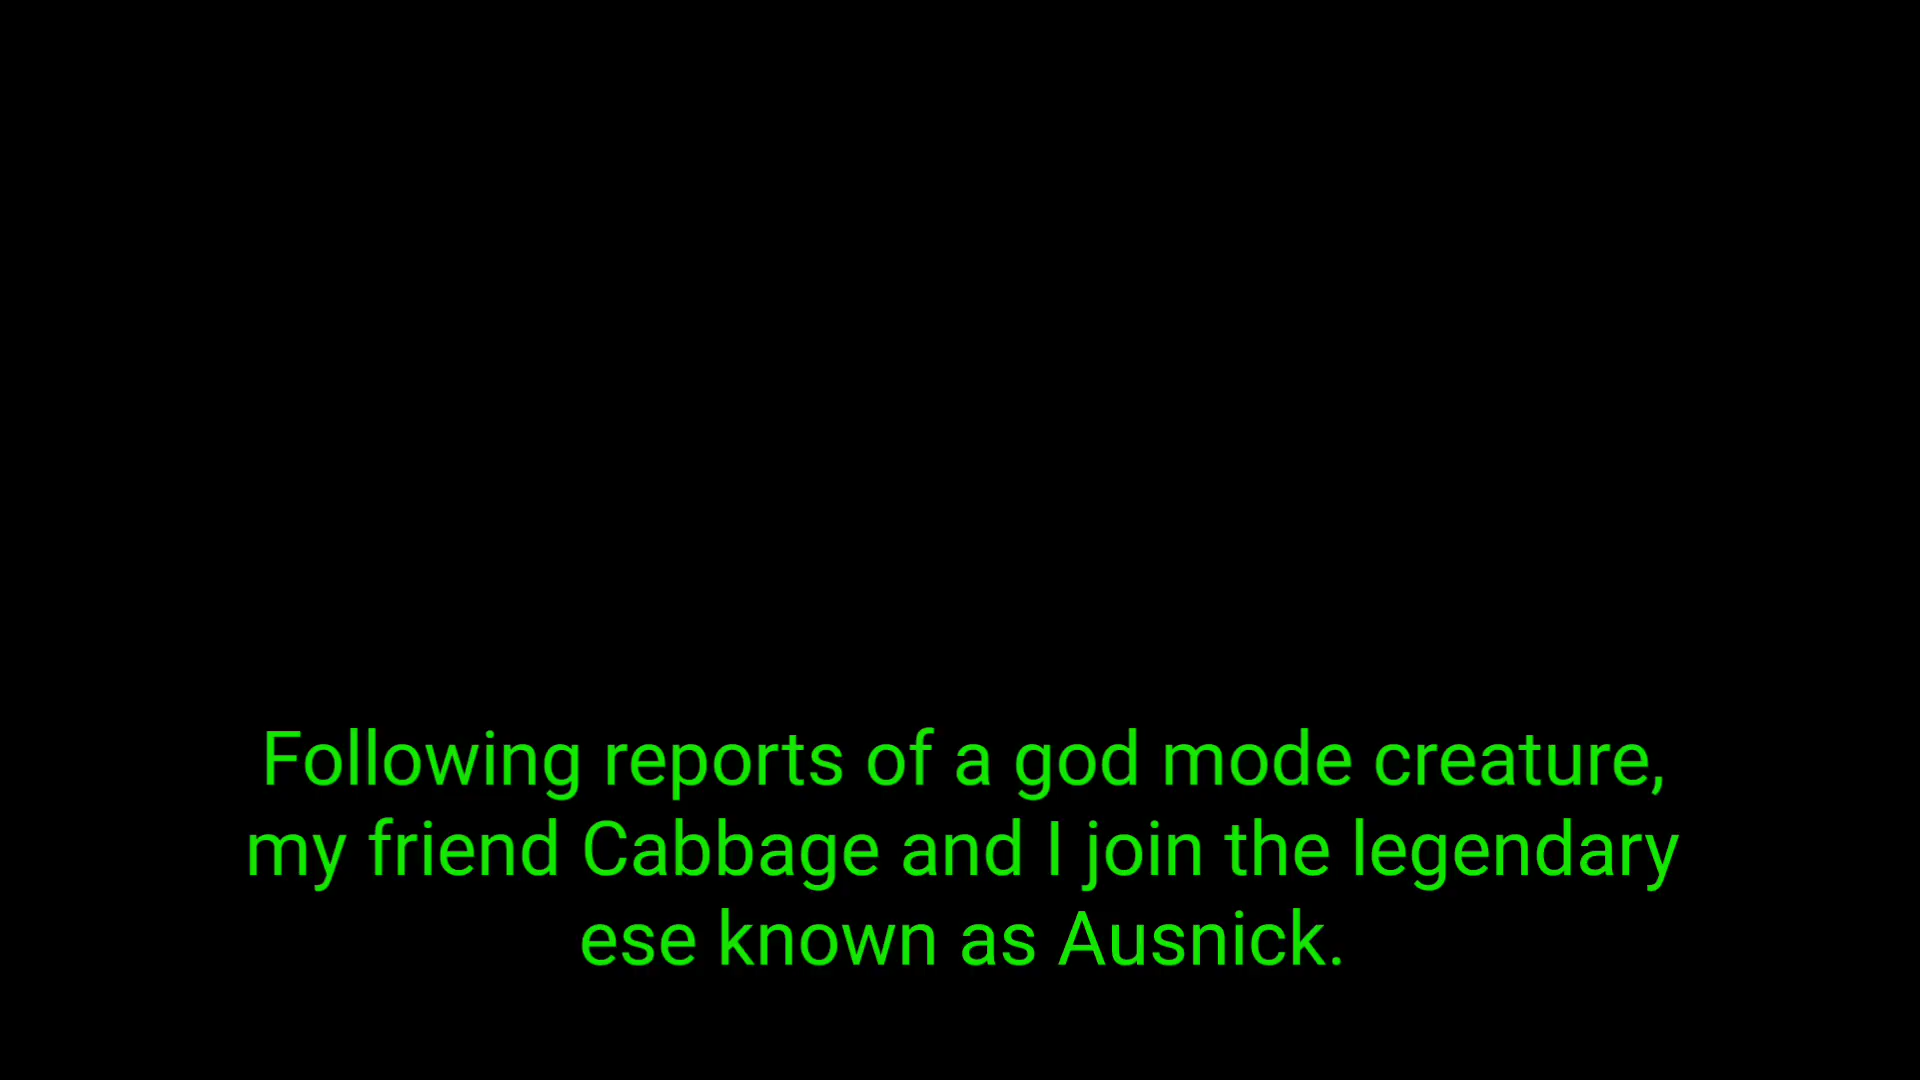 Following reports of a god mode creature,
my friend Cabbage and I join the legendary
ese known as Ausnick.